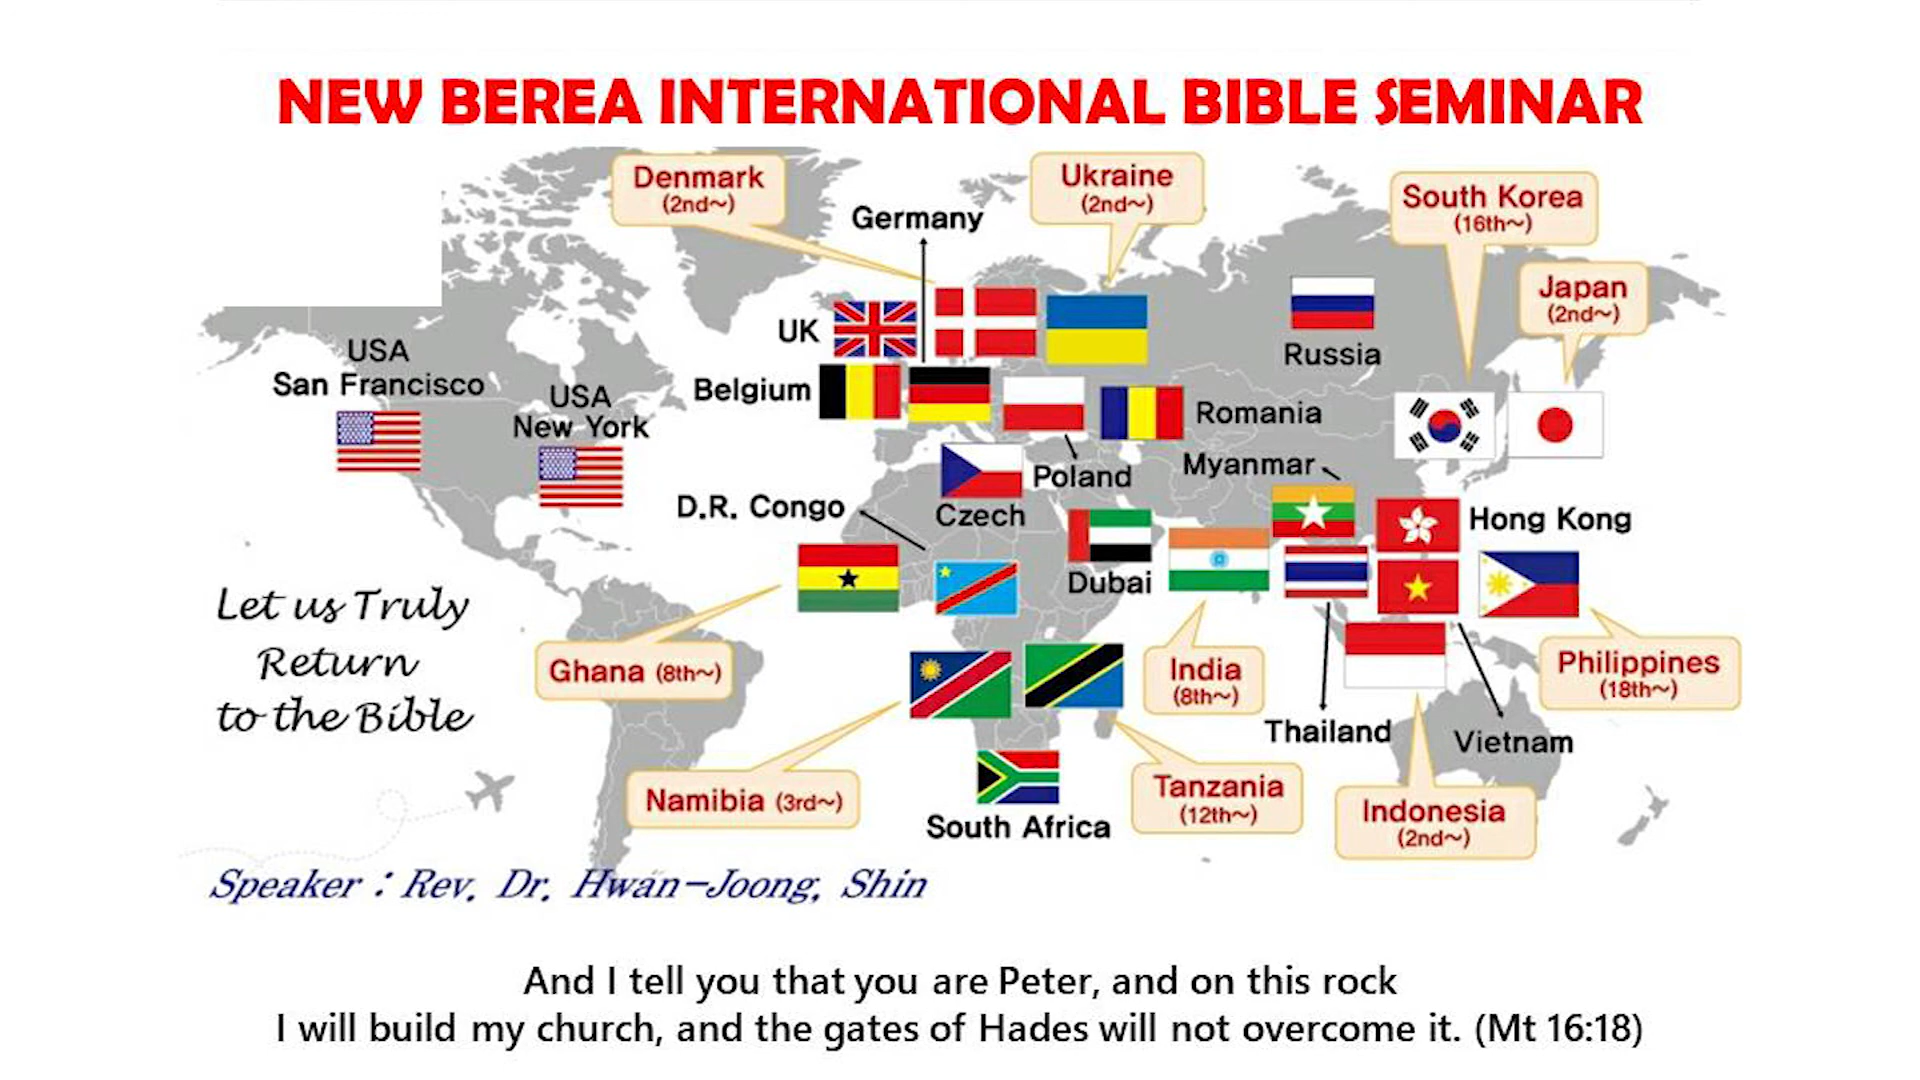 NEW BEREA INTERNATIONAL BIBLE SEMINAR
Denmark
(2nd~)
Ukraine
(2nd~)
South Korea
(16th~)
Germany
Japan
(2nd~)
UK
Russia
USA
San Francisco
USA
New York
Belgium
Romania
Poland
Myanmar
D.R. Congo
Czech
Hong Kong
Dubai
Let us Truly
Return
to the Bible
Ghana (8th~)
India
(8th~)
Philippines
(18th~)
Thailand
Vietnam
Namibia (3rd~)
Tanzania
(12th~)
Indonesia
(2nd~)
South Africa
Speaker : Rev. Dr. Hwan-Joong, Shin
And I tell you that you are Peter, and on this rock
I will build my church, and the gates of Hades will not overcome it. (Mt 16:18)